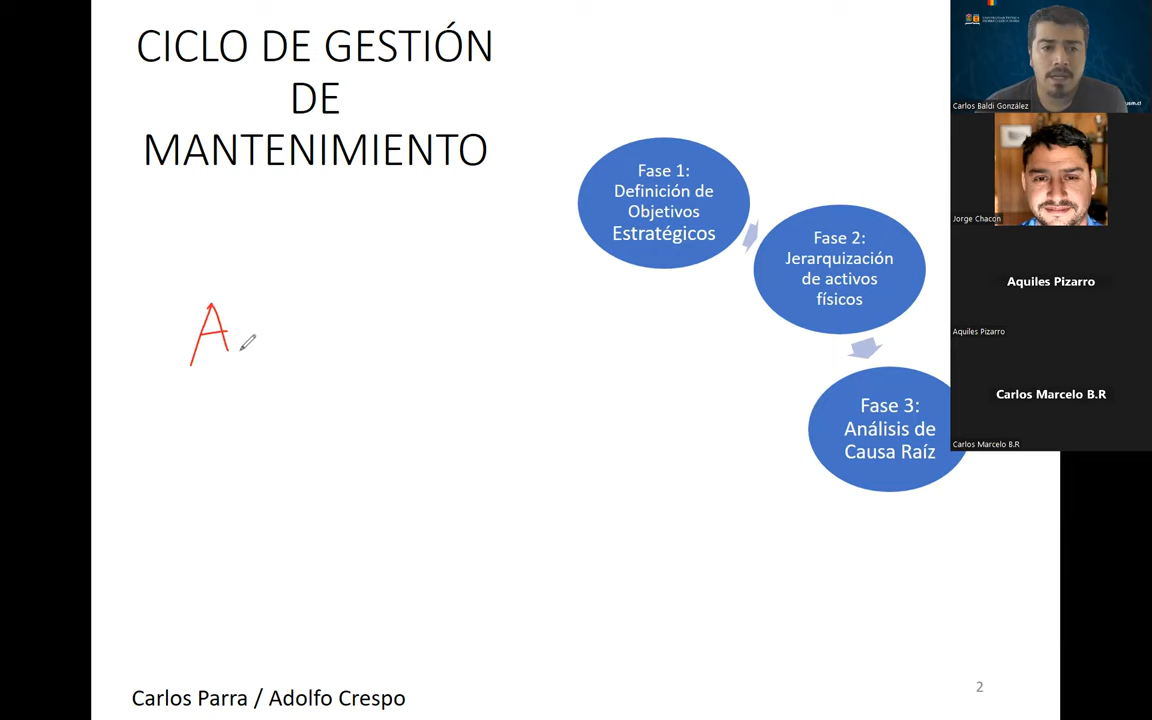 CICLO DE GESTIÓN
DE
MANTENIMIENTO
Fase 1:
Definición de
Objetivos
Estratégicos
Fase 2:
Jerarquización
de activos
físicos
Fase 3:
Análisis de
Causa Raíz
A
Carlos Parra / Adolfo Crespo
2
usm.cl
Carlos Baldi González
Jorge Chacon
Aquiles Pizarro
Aquiles Pizarro
Carlos Marcelo B.R
Carlos Marcelo B.R